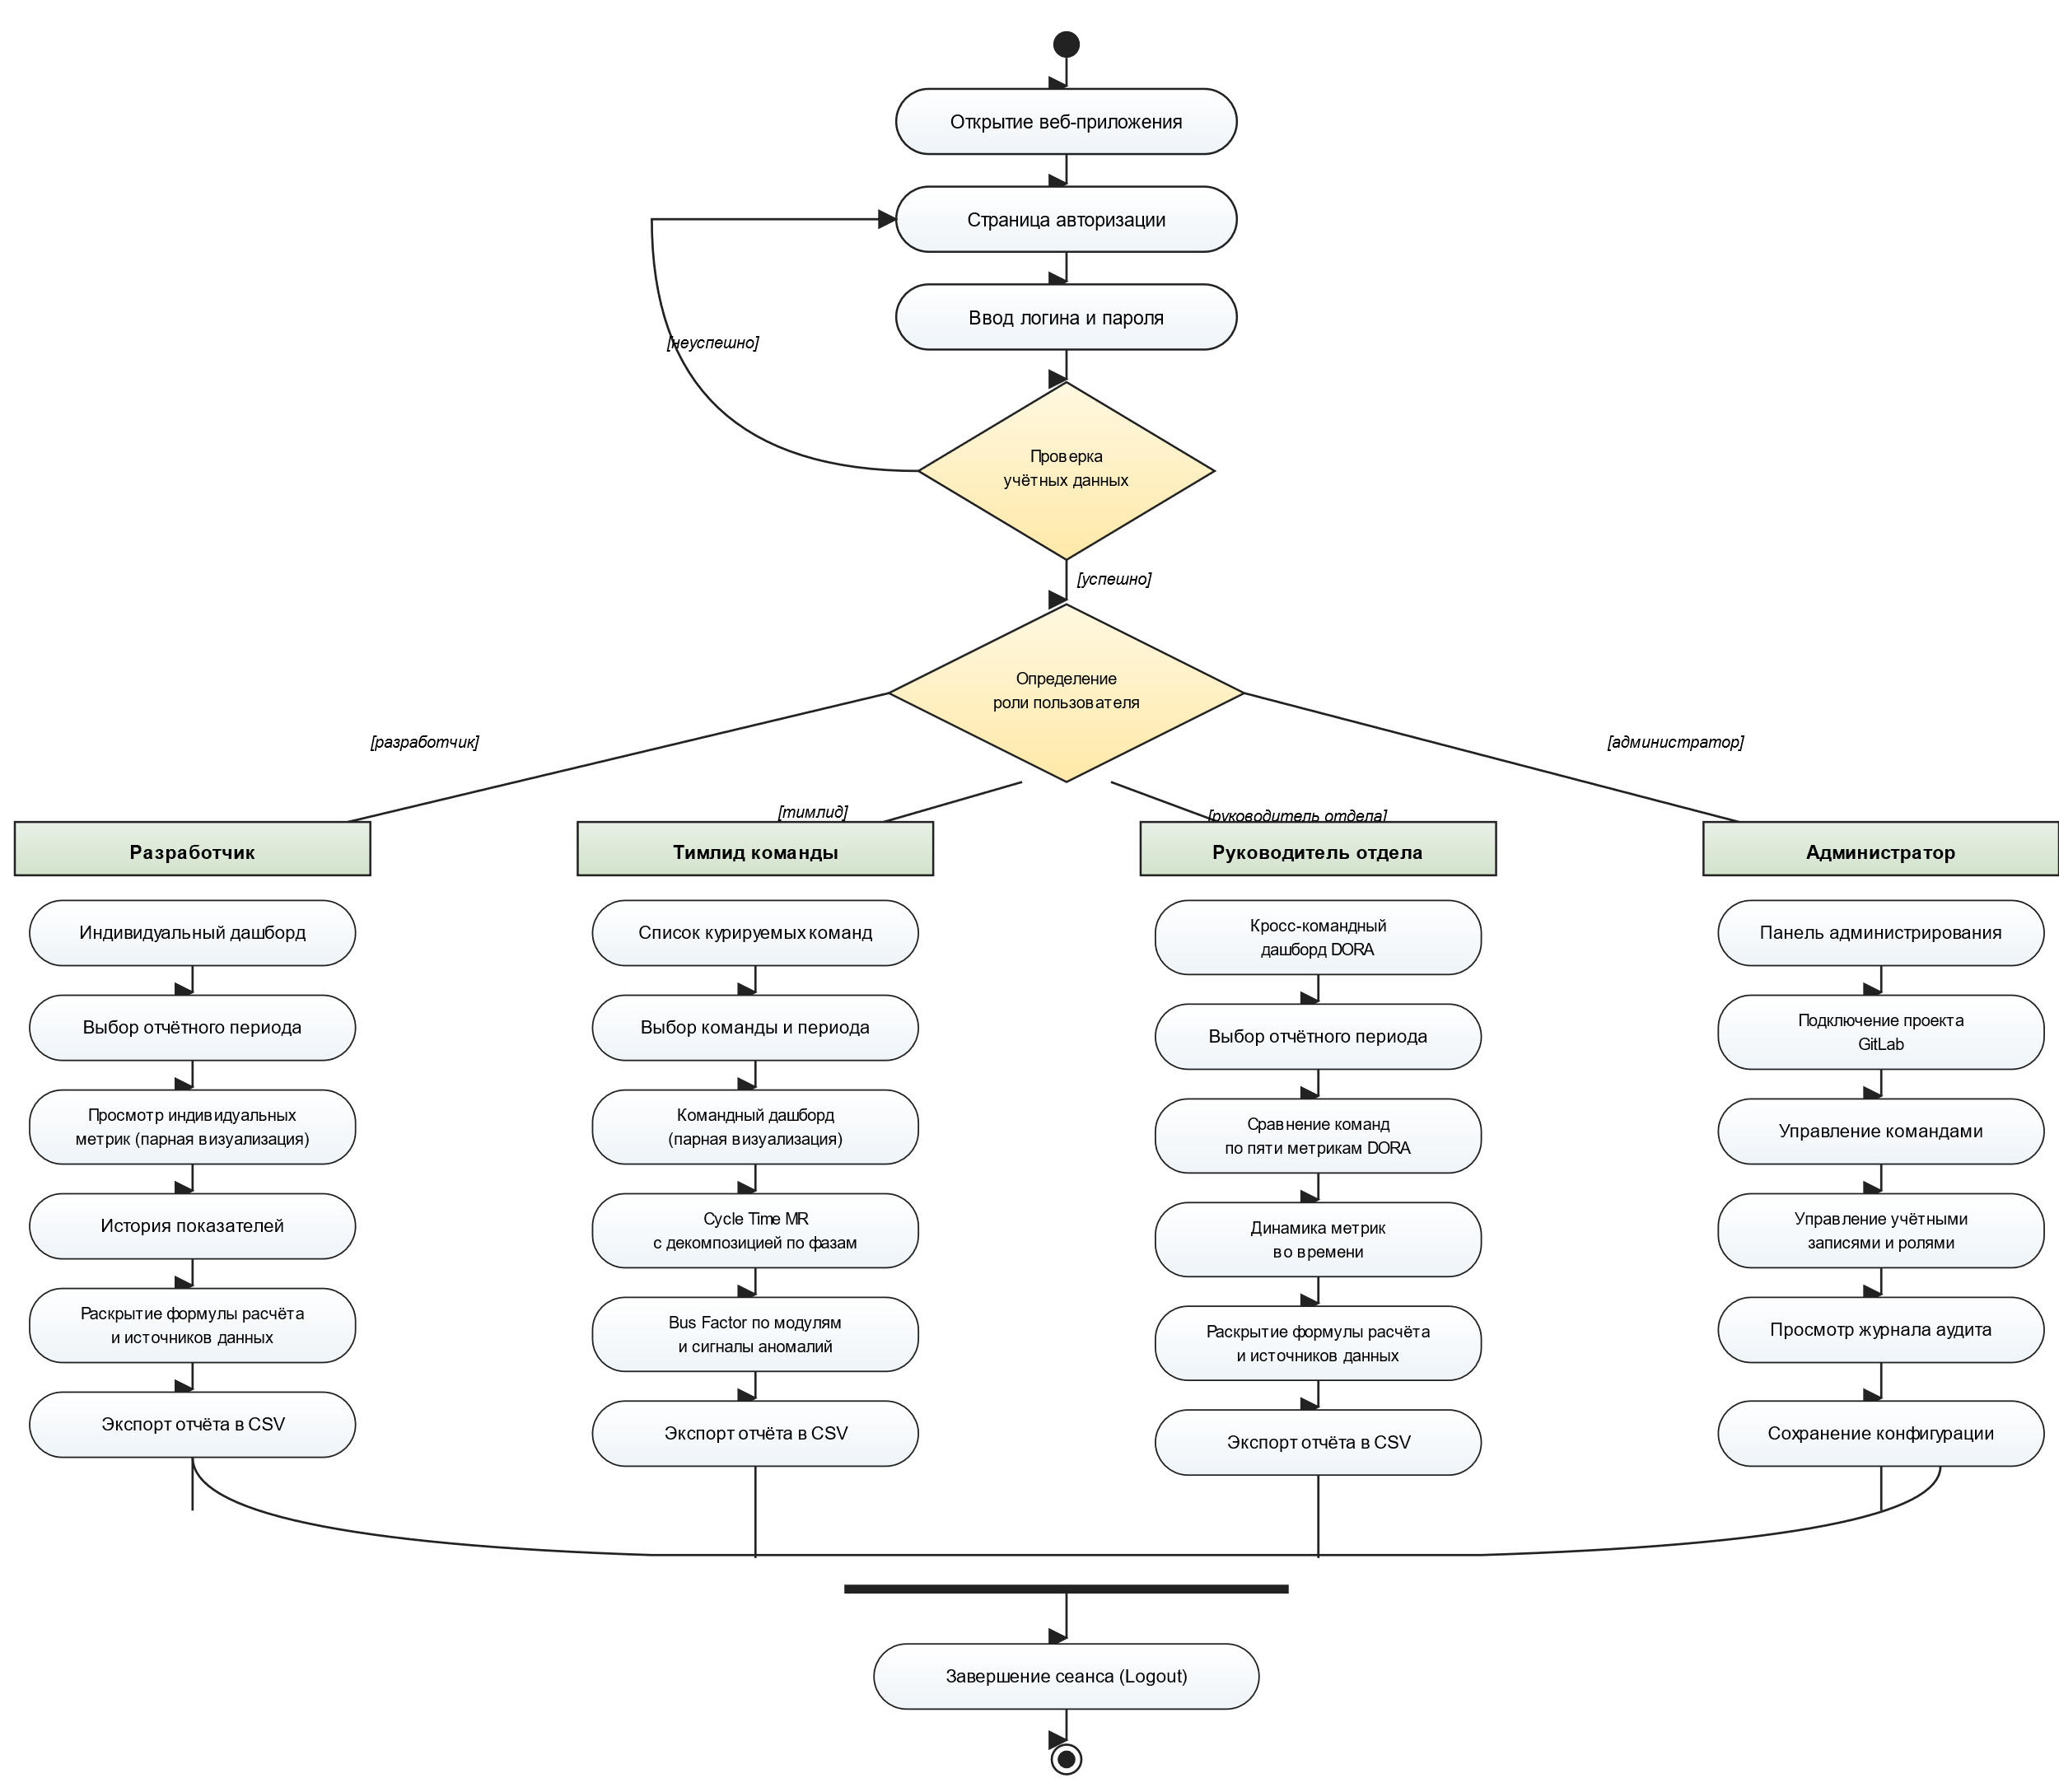 Открытие веб-приложения
Страница авторизации
Ввод логина и пароля
[неуспешно]
Проверка
учётных данных
[успешно]
Определение
роли пользователя
[разработчик]
[администратор]
[тимлид]
[руководитель отдела]
Разработчик
Индивидуальный дашборд
Выбор отчётного периода
Просмотр индивидуальных
метрик (парная визуализация)
История показателей
Раскрытие формулы расчёта
и источников данных
Экспорт отчёта в CSV
Тимлид команды
Список курируемых команд
Выбор команды и периода
Командный дашборд
(парная визуализация)
Cycle Time MR
с декомпозицией по фазам
Bus Factor по модулям
и сигналы аномалий
Экспорт отчёта в CSV
Руководитель отдела
Кросс-командный
дашборд DORA
Выбор отчётного периода
Сравнение команд
по пяти метрикам DORA
Динамика метрик
во времени
Раскрытие формулы расчёта
и источников данных
Экспорт отчёта в CSV
Администратор
Панель администрирования
Подключение проекта
GitLab
Управление командами
Управление учётными
записями и ролями
Просмотр журнала аудита
Сохранение конфигурации
Завершение сеанса (Logout)